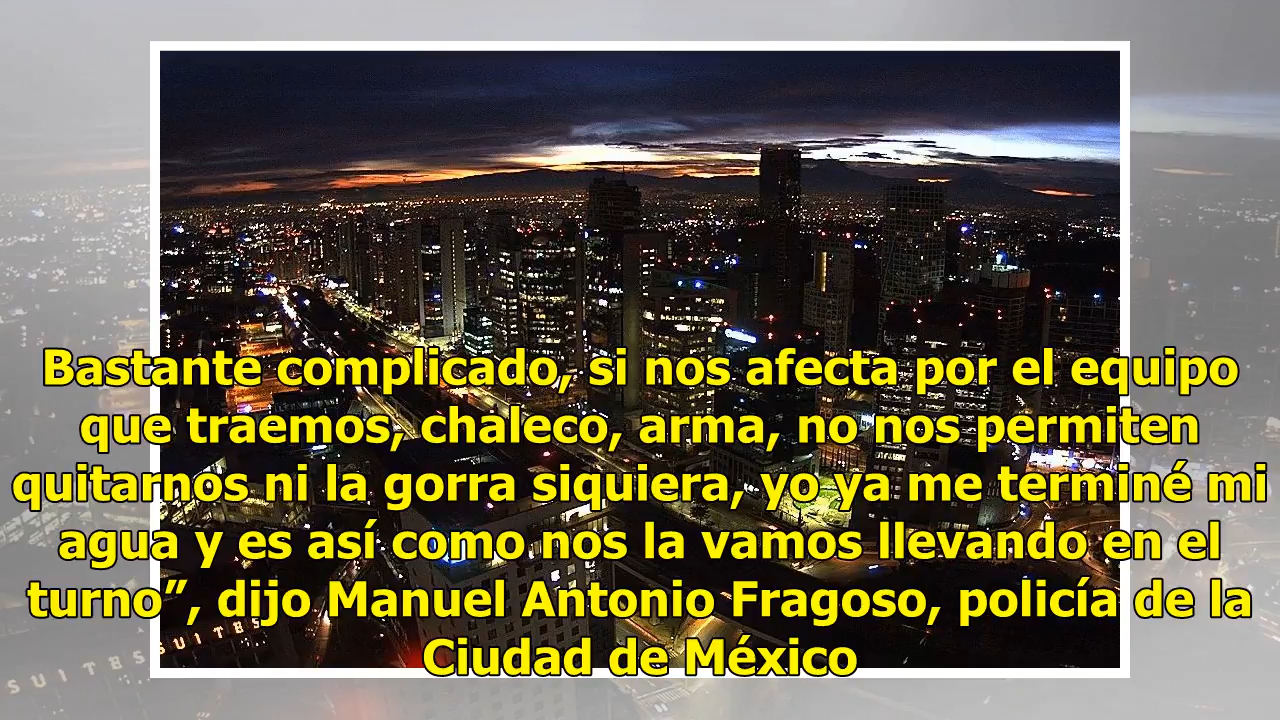 Bastante complicado, si nos afecta por el equipo
que traemos, chaleco, arma, no nos permiten
quitarnos ni la gorra siquiera, yo ya me terminé mi
agua y es así como nos la vamos llevando en el
turno”, dijo Manuel Antonio Fragoso, policía de la
Ciudad de México
SUITES
SUITES